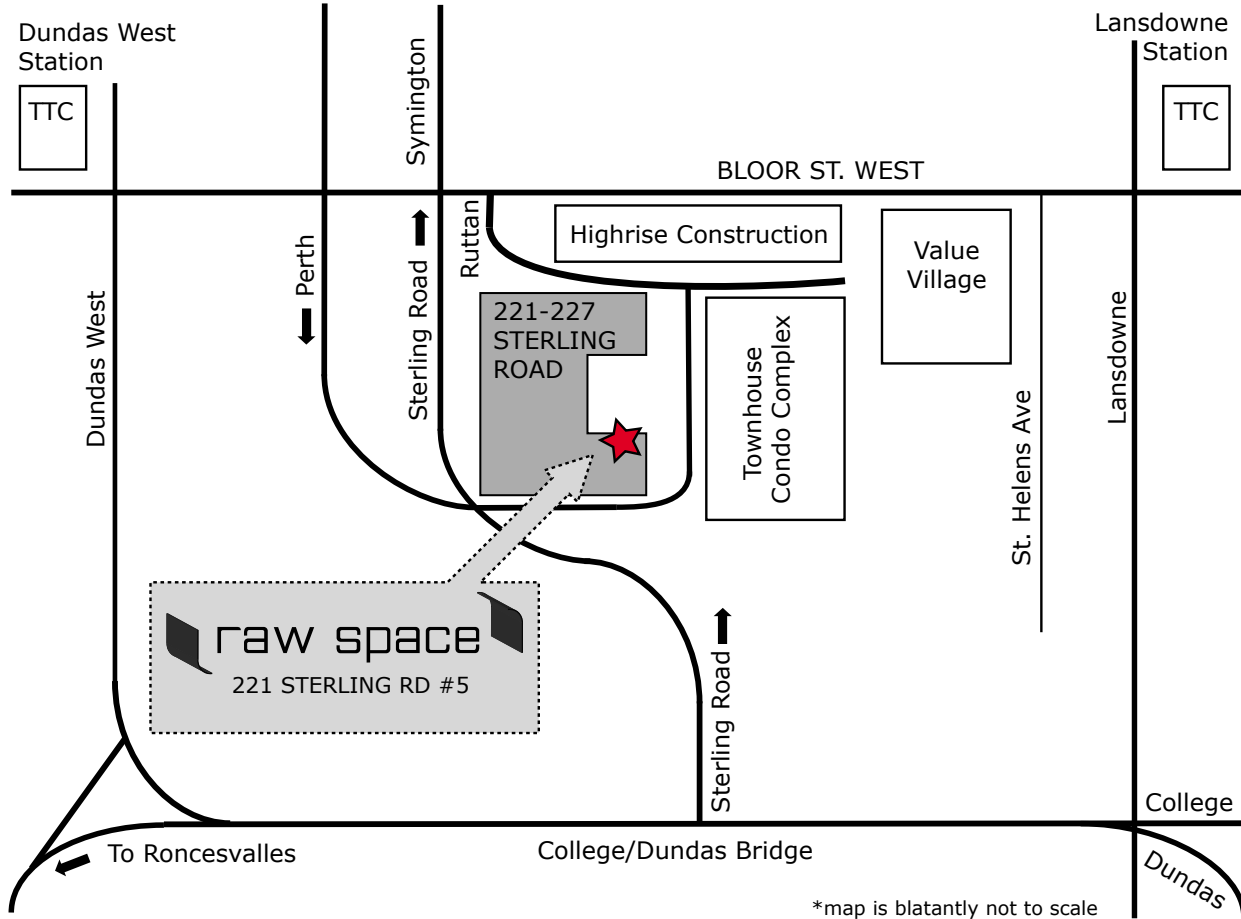 Dundas West
Station
TTC
Lansdowne
Station
TTC
Symington
BLOOR ST. WEST
Perth
Sterling Road
Ruttan
Highrise Construction
Value
Village
Dundas West
221-227
STERLING
ROAD
Townhouse
Condo Complex
St. Helens Ave
Lansdowne
raw space
221 STERLING RD #5
Sterling Road
College
To Roncesvalles
College/Dundas Bridge
Dundas
*map is blatantly not to scale